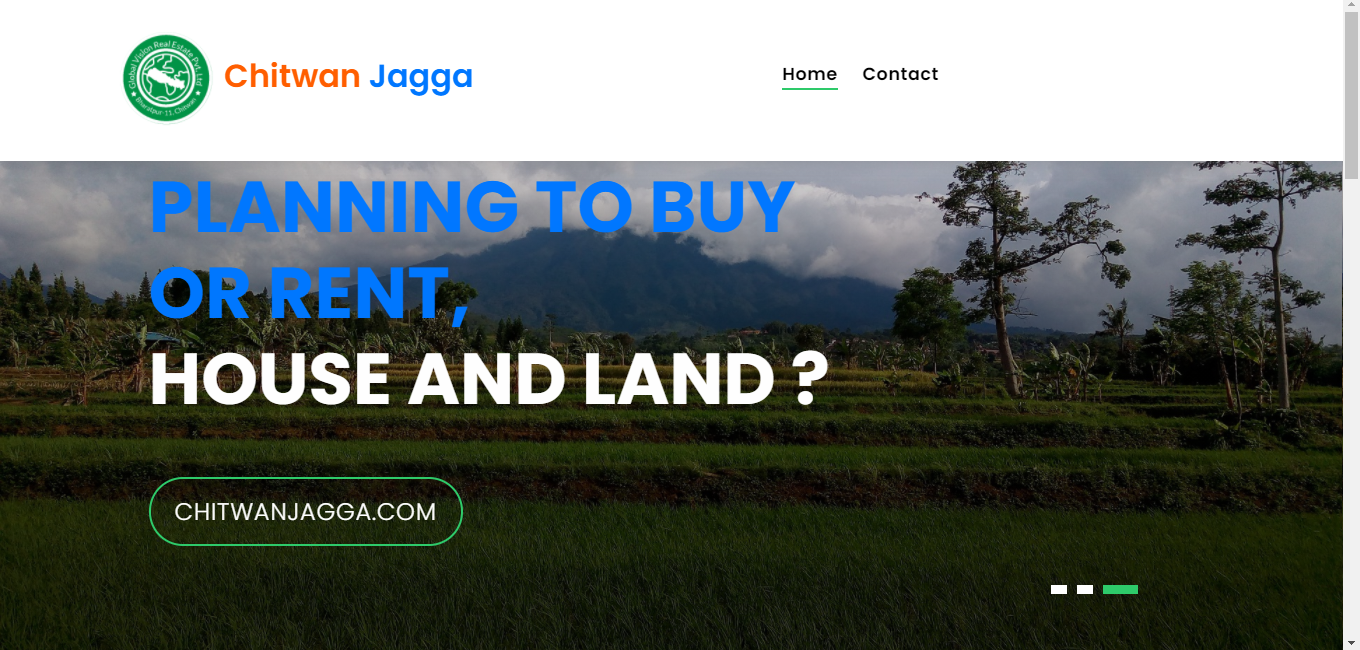 Global Vision Real Estate Pvt. Ltd
Bharatpur-11, Chitwan
Chitwan Jagga
Home Contact
PLANNING TO BUY
OR RENT,
HOUSE AND LAND ?
CHITWANJAGGA.COM